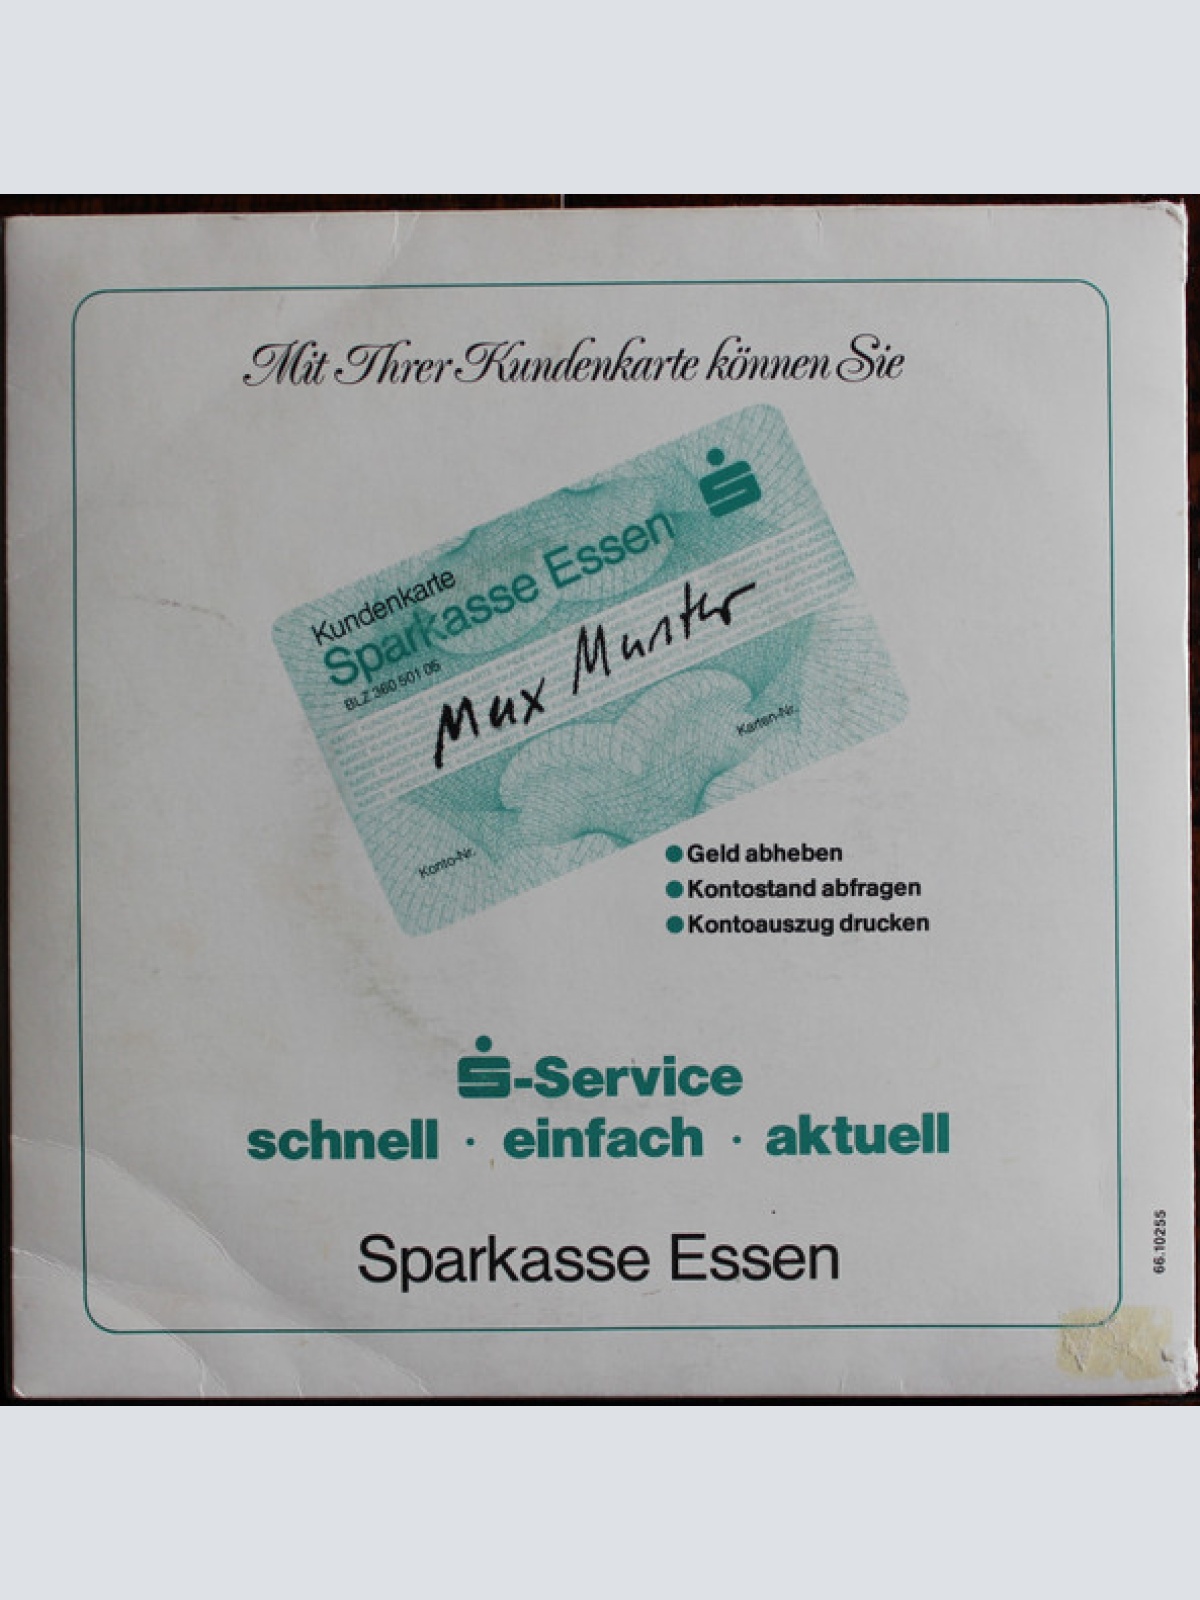 Mit Ihrer Kundenkarte können Sie
Kundenkarte
Sparkasse Essen
BLZ 360 501 05
Max Muster
Konto-Nr.
Karten-Nr.
Geld abheben
Kontostand abfragen
Kontoauszug drucken
S-Service
schnell · einfach · aktuell
Sparkasse Essen
66.10255